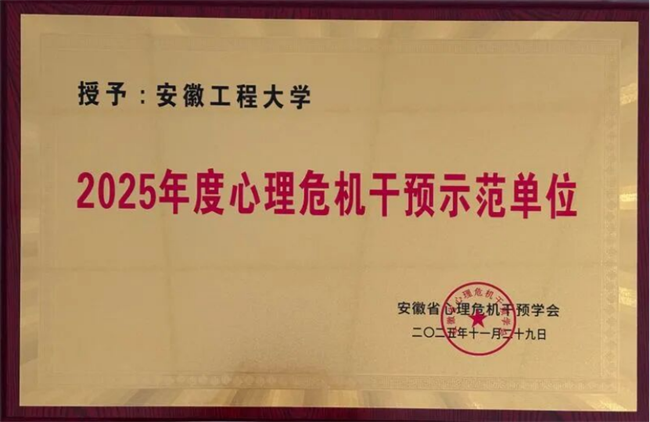 授予：安徽工程大学
2025年度心理危机干预示范单位
安徽省心理危机干预学会
二〇二五年十一月二十九日